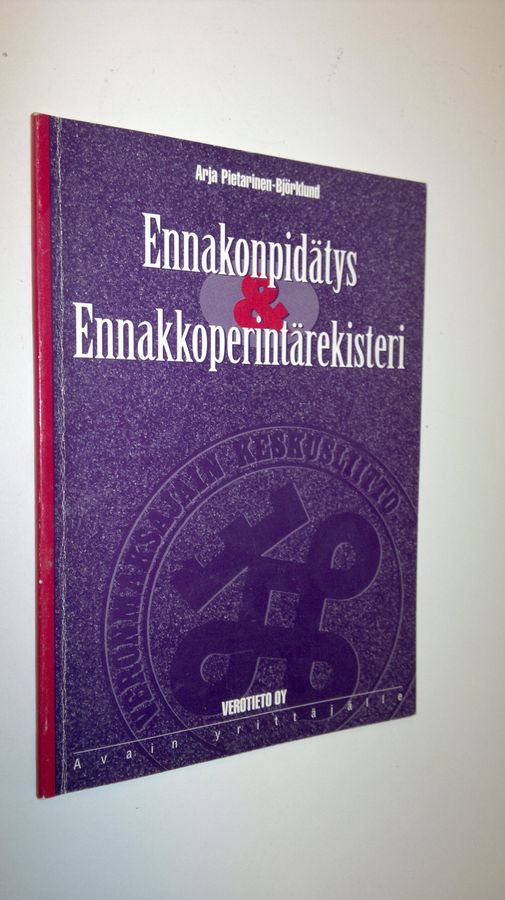 Arja Pietarinen-Björklund
Ennakonpidätys
&
Ennakkoperintärekisteri
VERONMAKSAJAIN KESKUSLIITTO
VEROTIETO OY
Avain yrittäjälle